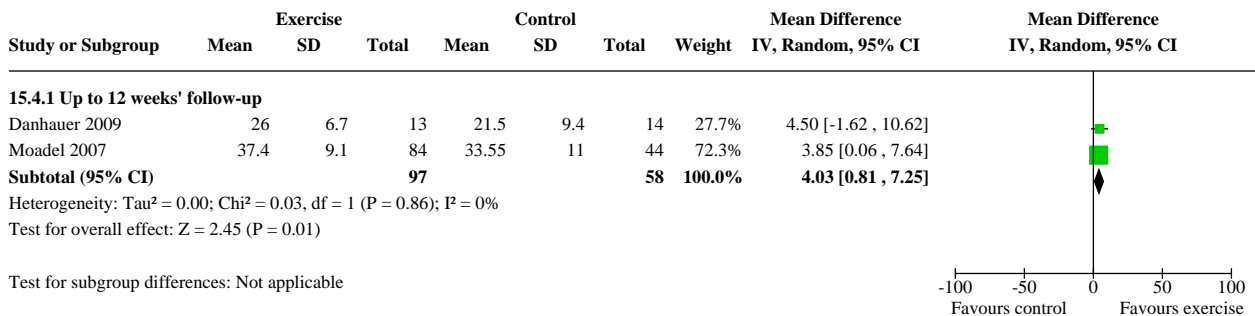 Exercise Control Mean Difference Mean Difference
Study or Subgroup Mean SD Total Mean SD Total Weight IV, Random, 95% CI IV, Random, 95% CI
15.4.1 Up to 12 weeks' follow-up
Danhauer 2009 26 6.7 13 21.5 9.4 14 27.7% 4.50 [-1.62 , 10.62]
Moadel 2007 37.4 9.1 84 33.55 11 44 72.3% 3.85 [0.06 , 7.64]
Subtotal (95% CI) 97 58 100.0% 4.03 [0.81 , 7.25]
Heterogeneity: Tau² = 0.00; Chi² = 0.03, df = 1 (P = 0.86); I² = 0%
Test for overall effect: Z = 2.45 (P = 0.01)
Test for subgroup differences: Not applicable
-100 -50 0 50 100
Favours control Favours exercise